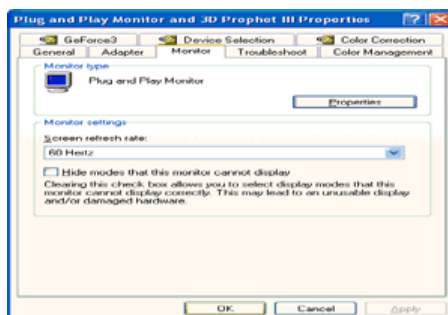 Plug and Play Monitor and 3D Prophet III Properties
GeForce3 Device Selection Color Correction
General Adapter Monitor Troubleshoot Color Management
Monitor type
Plug and Play Monitor
Properties
Monitor settings
Screen refresh rate:
60 Hertz
Hide modes that this monitor cannot display
Clearing this check box allows you to select display modes that this
monitor cannot display correctly. This may lead to an unusable display
and/or damaged hardware.
OK Cancel Apply